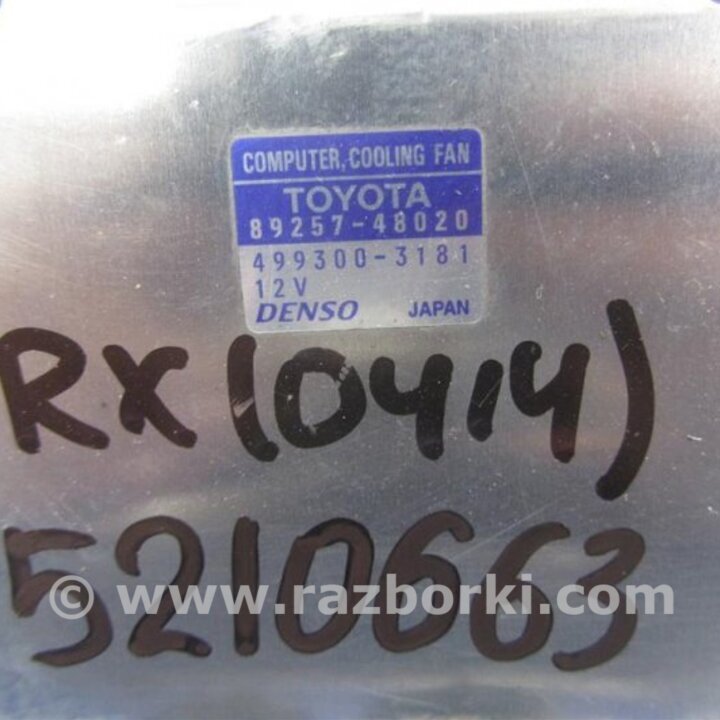 COMPUTER, COOLING FAN
TOYOTA
89257-48020
499300-3181
12V
DENSO JAPAN
RX(0414)
5210663
© www.razborki.com